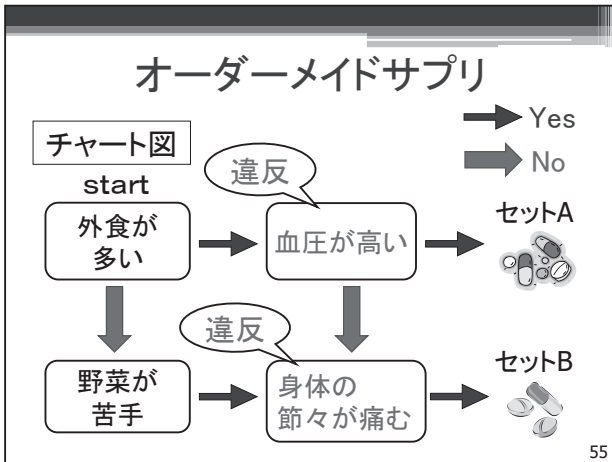 オーダーメイドサプリ
Yes
No
チャート図
start
違反
外食が
多い
血圧が高い
セットA
違反
野菜が
苦手
身体の
節々が痛む
セットB
55